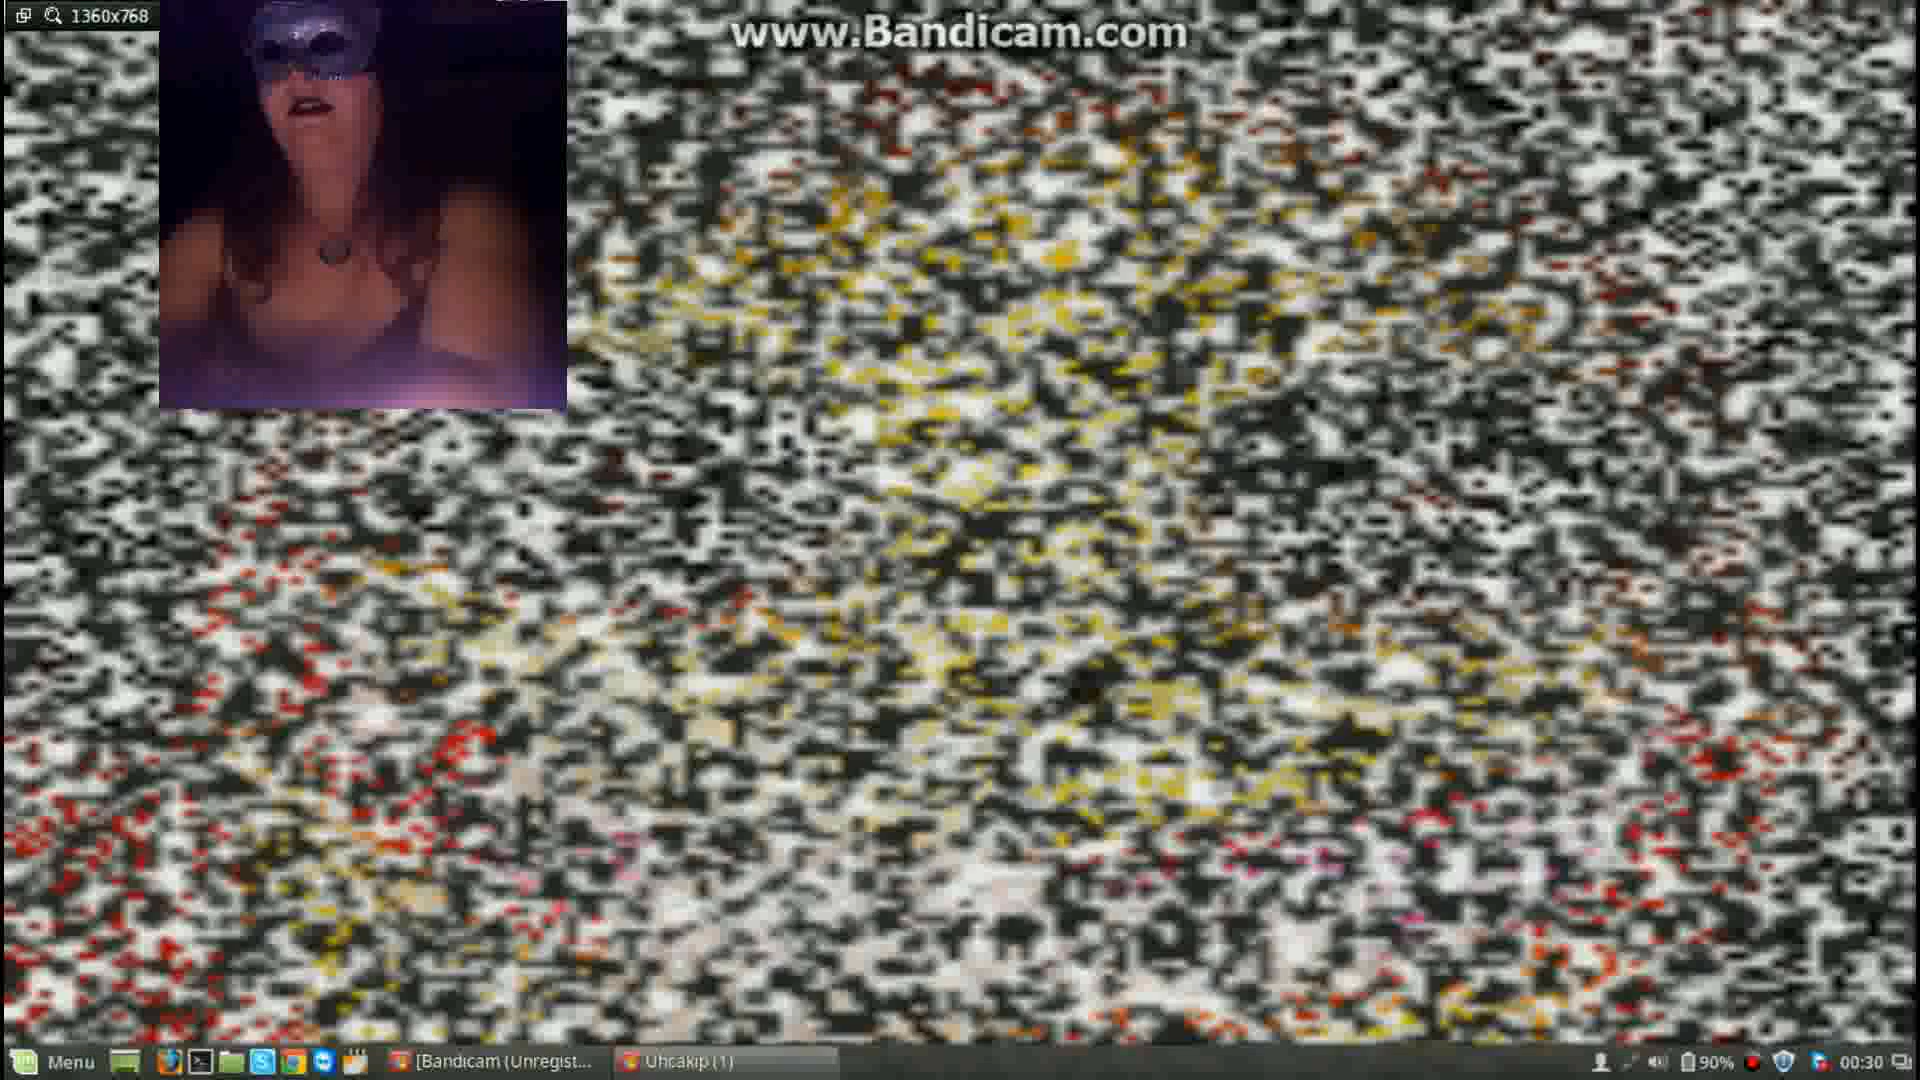 1360x768
www.Bandicam.com
Menu
[Bandicam (Unregist...
Uhcakip (1)
90%
00:30